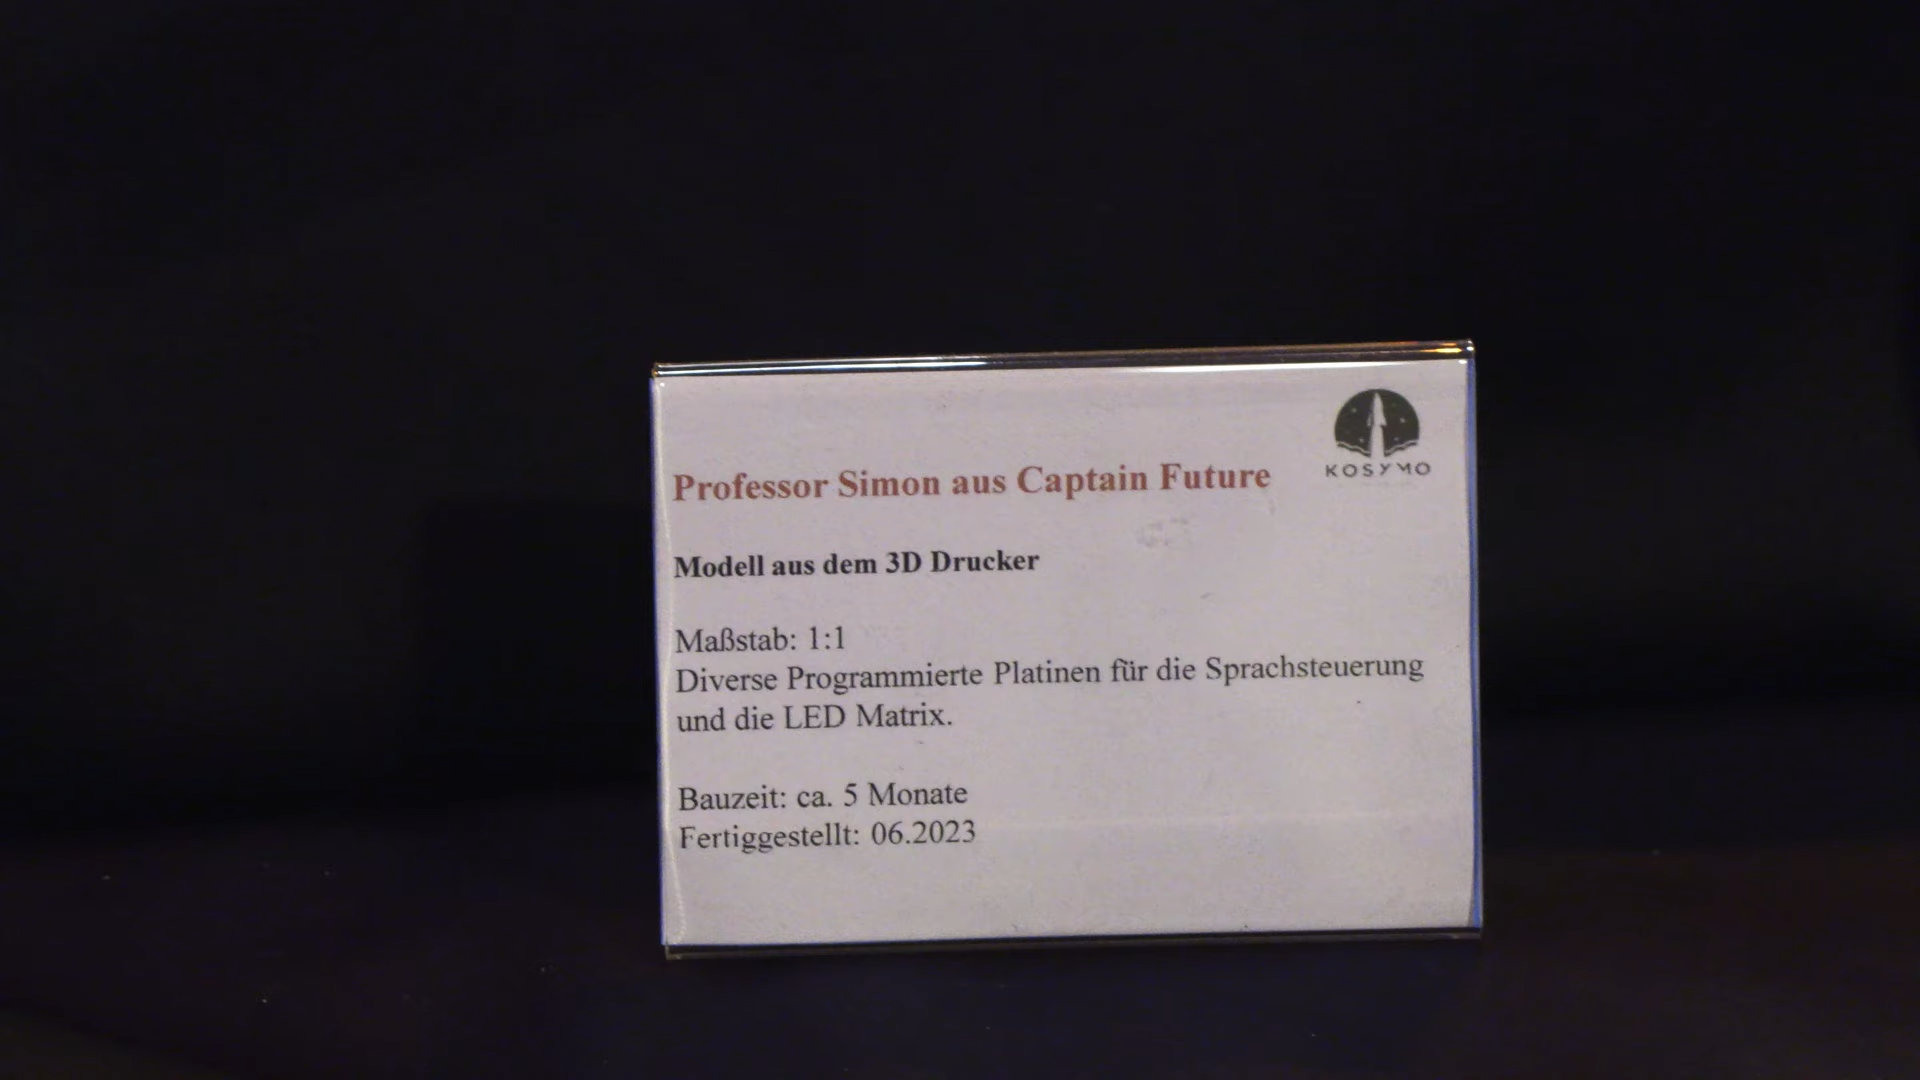 KOSYMO
Professor Simon aus Captain Future
Modell aus dem 3D Drucker
Maßstab: 1:1
Diverse Programmierte Platinen für die Sprachsteuerung
und die LED Matrix.
Bauzeit: ca. 5 Monate
Fertiggestellt: 06.2023